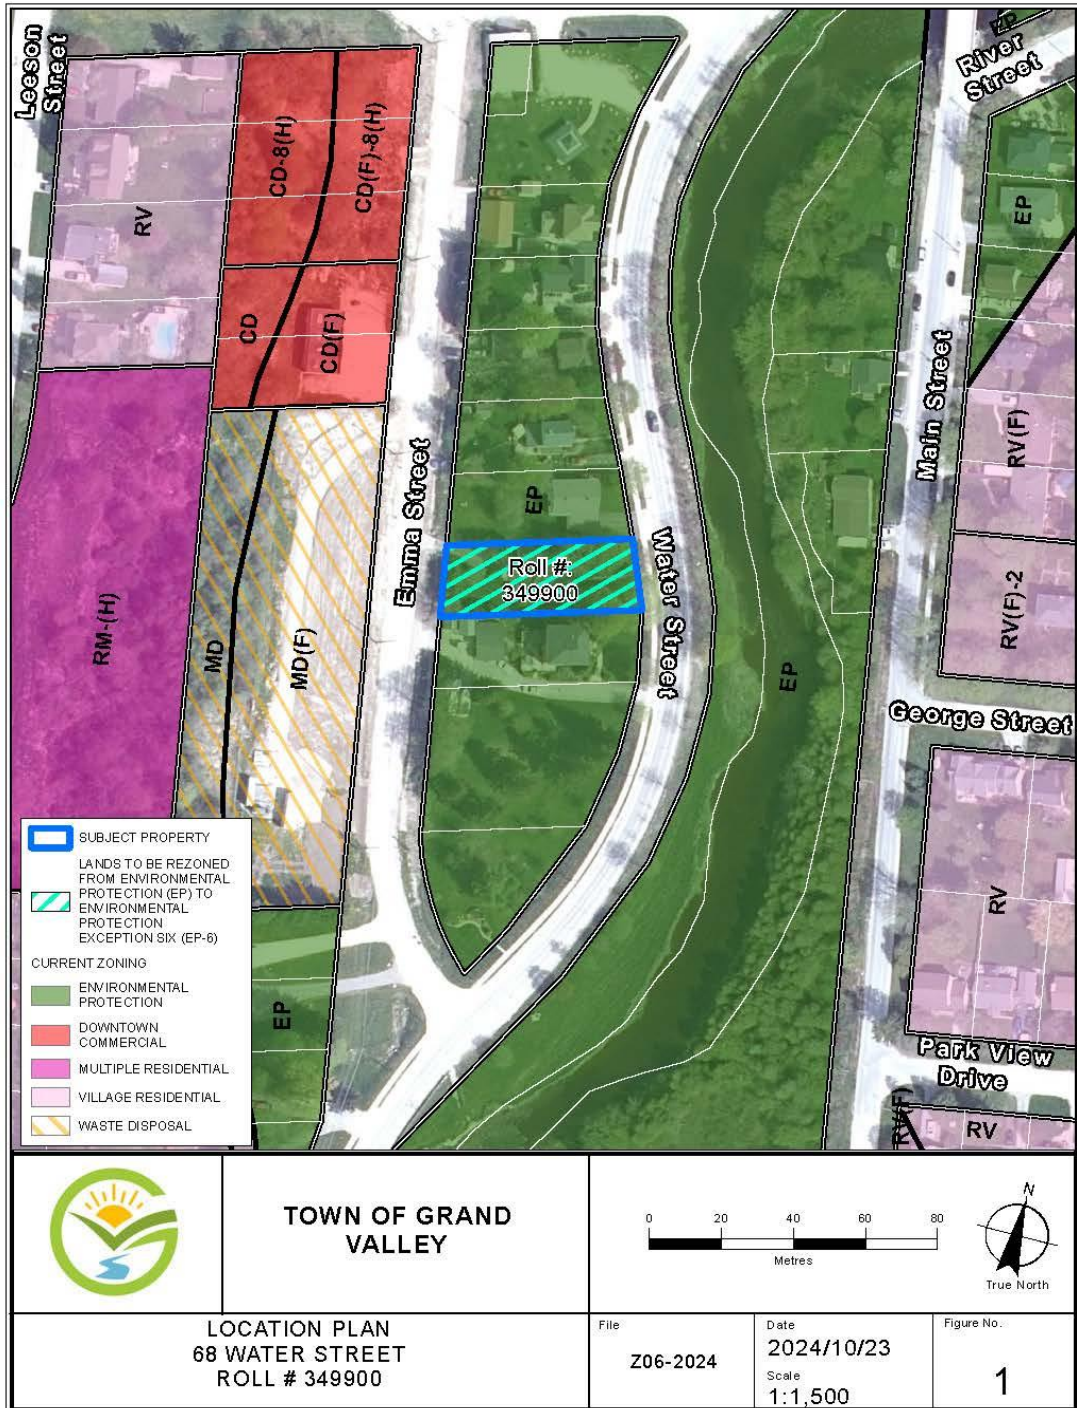 Leeson
Street
RV
CD-8(H)
CD(F)-8(H)
CD
CD(F)
RM-(H)
MD
MD(F)
Emma Street
EP
Roll #:
349900
Water Street
EP
EP
River
Street
EP
Main Street
RV(F)
RV(F)-2
George Street
RV
Park View
Drive
RV(F)
RV
EP
SUBJECT PROPERTY
LANDS TO BE REZONED
FROM ENVIRONMENTAL
PROTECTION (EP) TO
ENVIRONMENTAL
PROTECTION
EXCEPTION SIX (EP-6)
CURRENT ZONING
ENVIRONMENTAL
PROTECTION
DOWNTOWN
COMMERCIAL
MULTIPLE RESIDENTIAL
VILLAGE RESIDENTIAL
WASTE DISPOSAL
TOWN OF GRAND
VALLEY
0 20 40 60 80
Metres
N
True North
LOCATION PLAN
68 WATER STREET
ROLL # 349900
File
Z06-2024
Date
2024/10/23
Scale
1:1,500
Figure No.
1